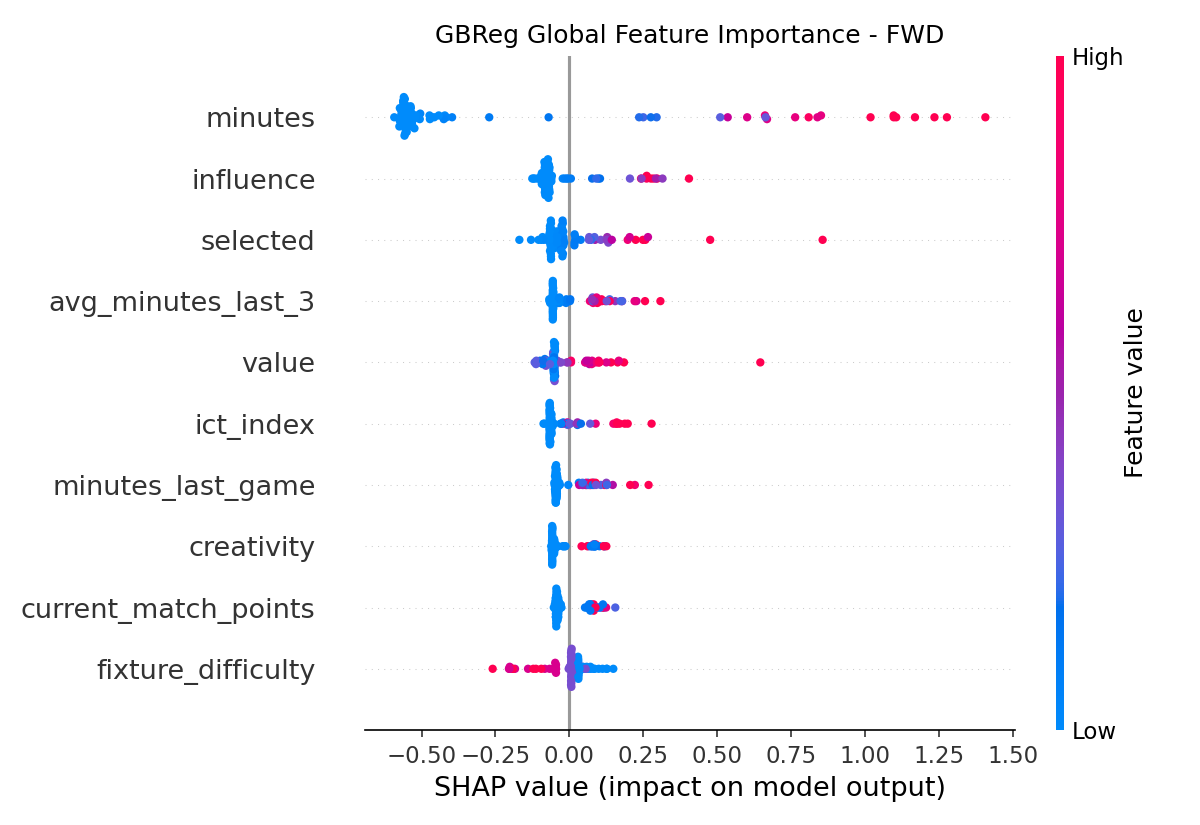 GBReg Global Feature Importance - FWD
High
minutes
influence
selected
avg_minutes_last_3
value
ict_index
minutes_last_game
creativity
current_match_points
fixture_difficulty
Feature value
Low
−0.50 −0.25 0.00 0.25 0.50 0.75 1.00 1.25 1.50
SHAP value (impact on model output)